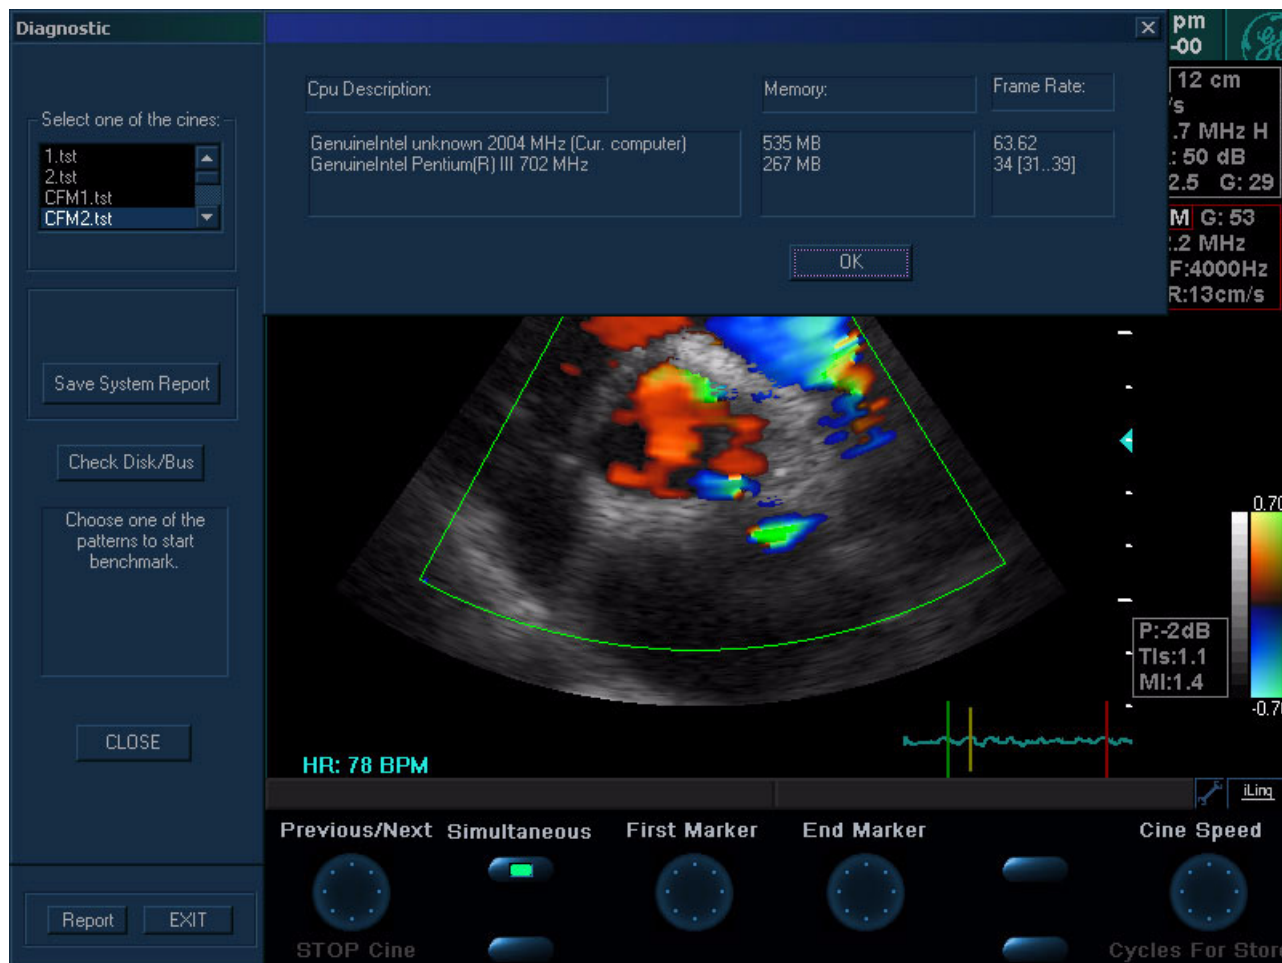 Diagnostic
Select one of the cines:
1.tst
2.tst
CFM1.tst
CFM2.tst
Save System Report
Check Disk/Bus
Choose one of the
patterns to start
benchmark.
CLOSE
Report EXIT
Cpu Description: Memory: Frame Rate:
GenuineIntel unknown 2004 MHz (Cur. computer) 535 MB 63.62
GenuineIntel Pentium(R) III 702 MHz 267 MB 34 [31..39]
OK
pm
-00
12 cm
's
.7 MHz H
: 50 dB
2.5 G: 29
M G: 53
.2 MHz
F:4000Hz
R:13cm/s
0.70
P:-2dB
TIs:1.1
MI:1.4
-0.70
HR: 78 BPM
iLinq
Previous/Next Simultaneous First Marker End Marker Cine Speed
STOP Cine Cycles For Store